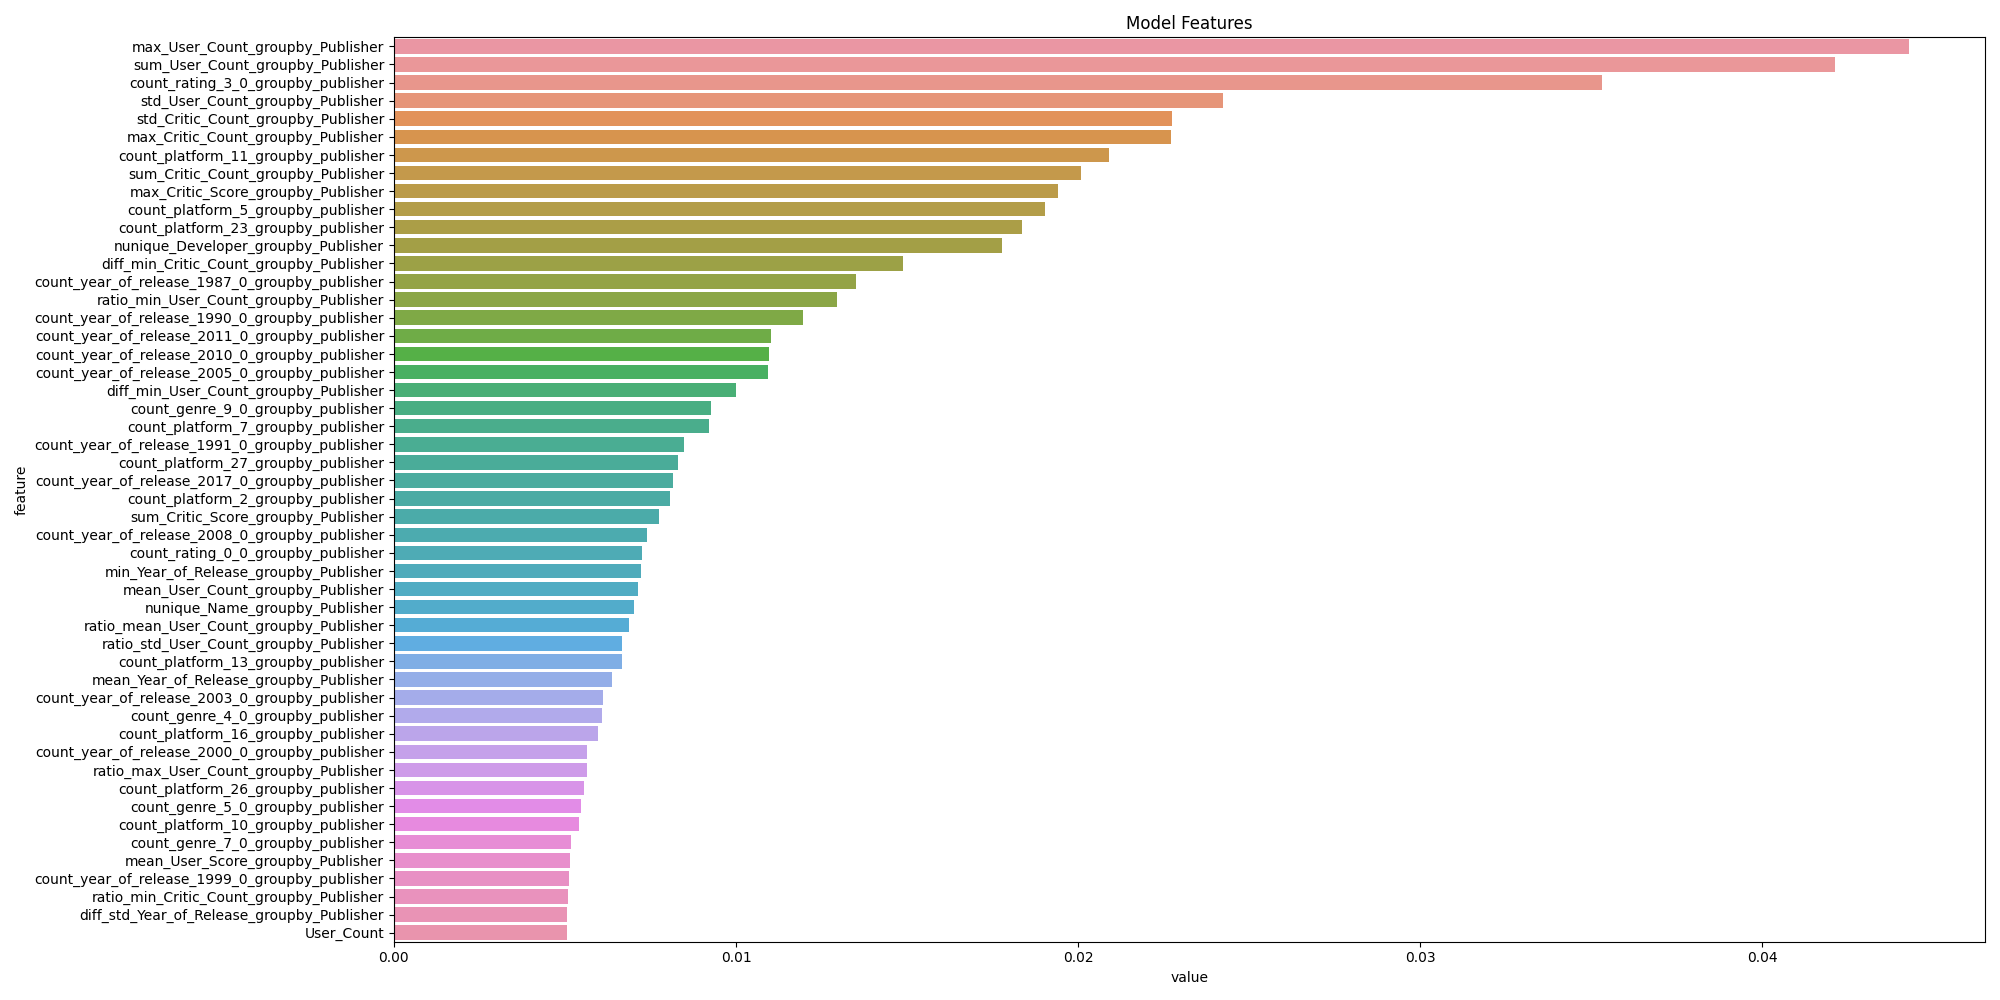 Model Features
max_User_Count_groupby_Publisher
sum_User_Count_groupby_Publisher
count_rating_3_0_groupby_publisher
std_User_Count_groupby_Publisher
std_Critic_Count_groupby_Publisher
max_Critic_Count_groupby_Publisher
count_platform_11_groupby_publisher
sum_Critic_Count_groupby_Publisher
max_Critic_Score_groupby_Publisher
count_platform_5_groupby_publisher
count_platform_23_groupby_publisher
nunique_Developer_groupby_Publisher
diff_min_Critic_Count_groupby_Publisher
count_year_of_release_1987_0_groupby_publisher
ratio_min_User_Count_groupby_Publisher
count_year_of_release_1990_0_groupby_publisher
count_year_of_release_2011_0_groupby_publisher
count_year_of_release_2010_0_groupby_publisher
count_year_of_release_2005_0_groupby_publisher
diff_min_User_Count_groupby_Publisher
count_genre_9_0_groupby_publisher
count_platform_7_groupby_publisher
count_year_of_release_1991_0_groupby_publisher
count_platform_27_groupby_publisher
count_year_of_release_2017_0_groupby_publisher
count_platform_2_groupby_publisher
sum_Critic_Score_groupby_Publisher
count_year_of_release_2008_0_groupby_publisher
count_rating_0_0_groupby_publisher
min_Year_of_Release_groupby_Publisher
mean_User_Count_groupby_Publisher
nunique_Name_groupby_Publisher
ratio_mean_User_Count_groupby_Publisher
ratio_std_User_Count_groupby_Publisher
count_platform_13_groupby_publisher
mean_Year_of_Release_groupby_Publisher
count_year_of_release_2003_0_groupby_publisher
count_genre_4_0_groupby_publisher
count_platform_16_groupby_publisher
count_year_of_release_2000_0_groupby_publisher
ratio_max_User_Count_groupby_Publisher
count_platform_26_groupby_publisher
count_genre_5_0_groupby_publisher
count_platform_10_groupby_publisher
count_genre_7_0_groupby_publisher
mean_User_Score_groupby_Publisher
count_year_of_release_1999_0_groupby_publisher
ratio_min_Critic_Count_groupby_Publisher
diff_std_Year_of_Release_groupby_Publisher
User_Count
feature
0.00 0.01 0.02 0.03 0.04
value